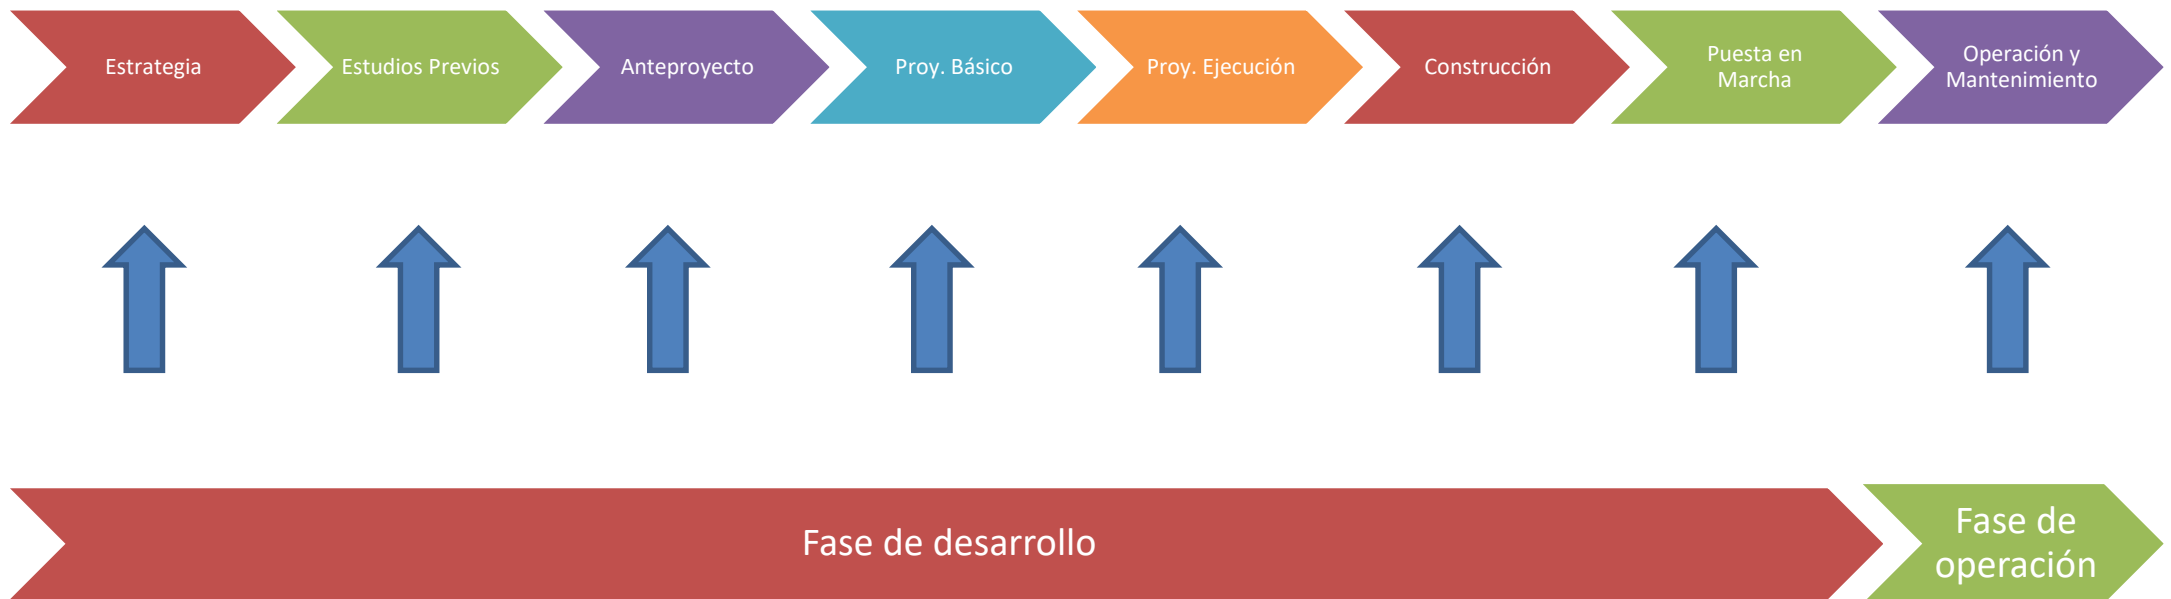 Estrategia
Estudios Previos
Anteproyecto
Proy. Básico
Proy. Ejecución
Construcción
Puesta en
Marcha
Operación y
Mantenimiento
Fase de desarrollo
Fase de
operación